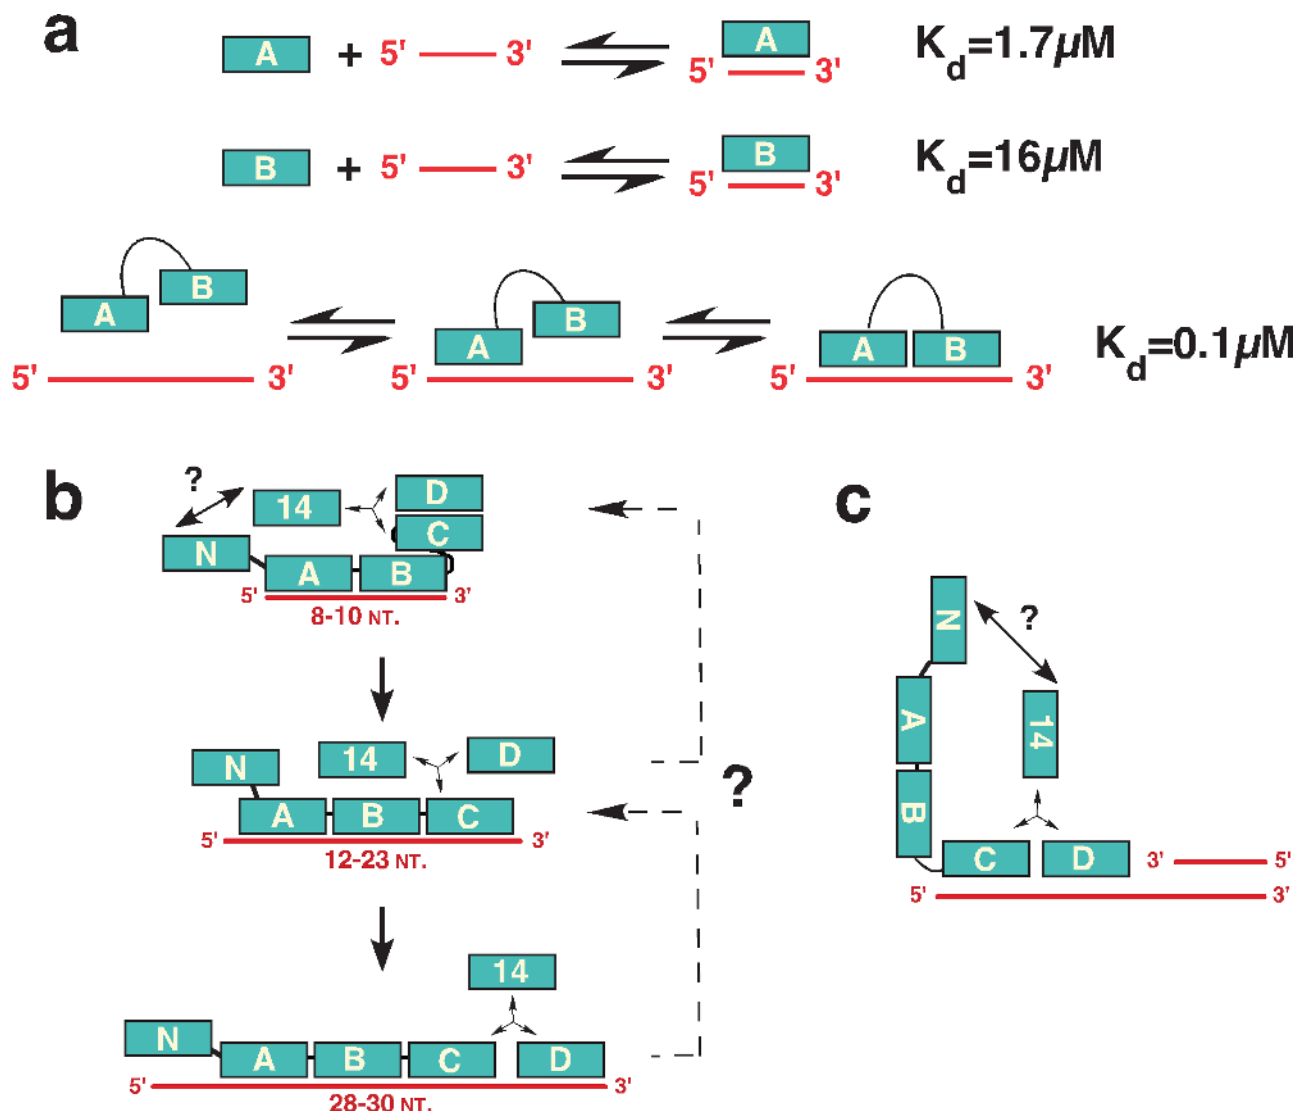 a
A + 5' 3' A 5' 3' Kd=1.7µM
B + 5' 3' B 5' 3' Kd=16µM
A B A B A B Kd=0.1µM
5' 3' 5' 3' 5' 3'
b
? 14 D
N C
A B
5' 3'
8-10 NT.
14 D
N
A B C
5' 3'
12-23 NT.
?
14
N A B C D
5' 3'
28-30 NT.
c
N ?
A 14
B
C D 3' 5'
5' 3'